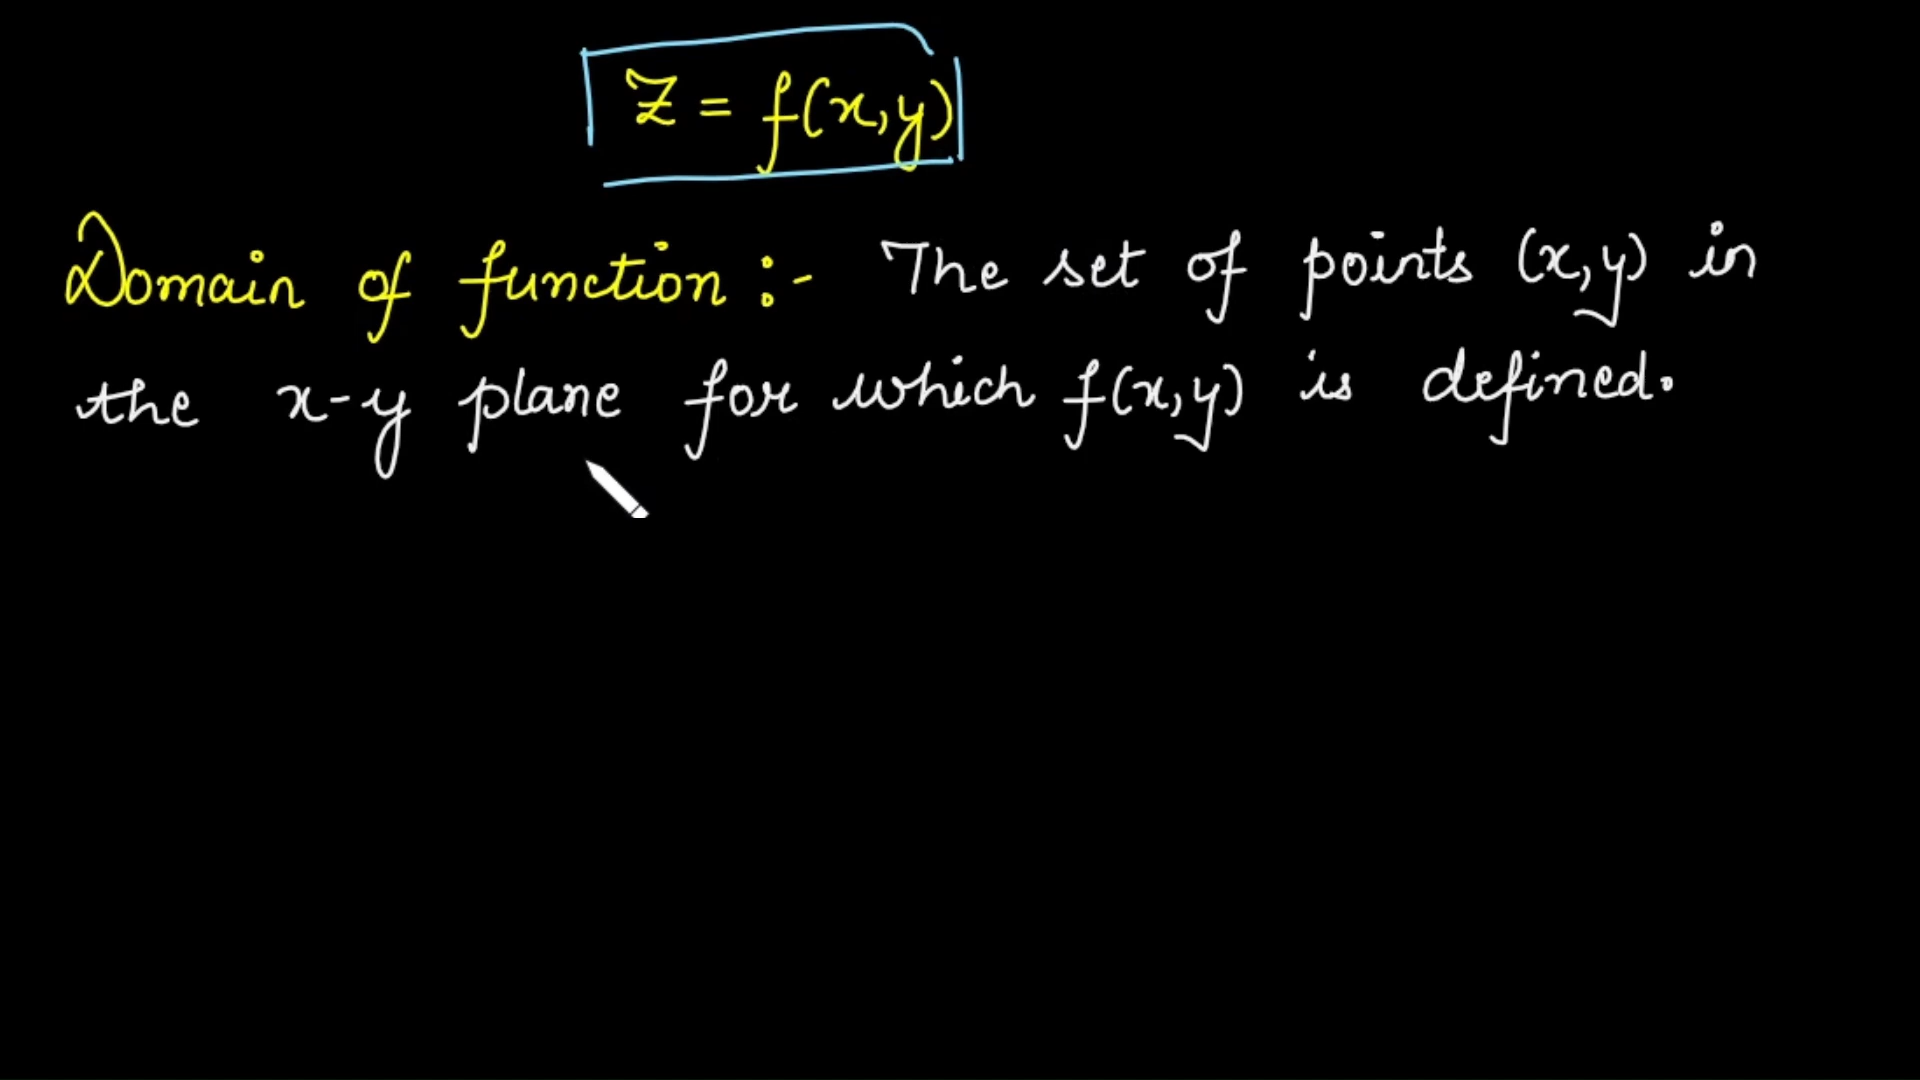 Z = f(x,y)
Domain of function :- The set of points (x,y) in
the x-y plane for which f(x,y) is defined.